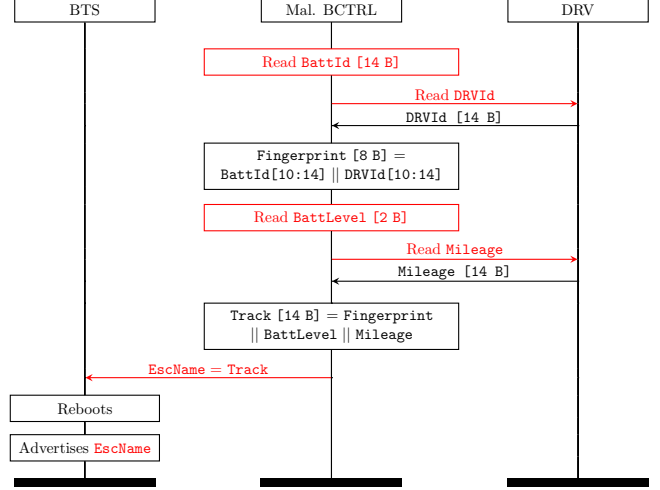 BTS Mal. BCTRL DRV
Read BattId [14 B]
Read DRVId
DRVId [14 B]
Fingerprint [8 B] =
BattId[10:14] || DRVId[10:14]
Read BattLevel [2 B]
Read Mileage
Mileage [14 B]
Track [14 B] = Fingerprint
|| BattLevel || Mileage
EscName = Track
Reboots
Advertises EscName